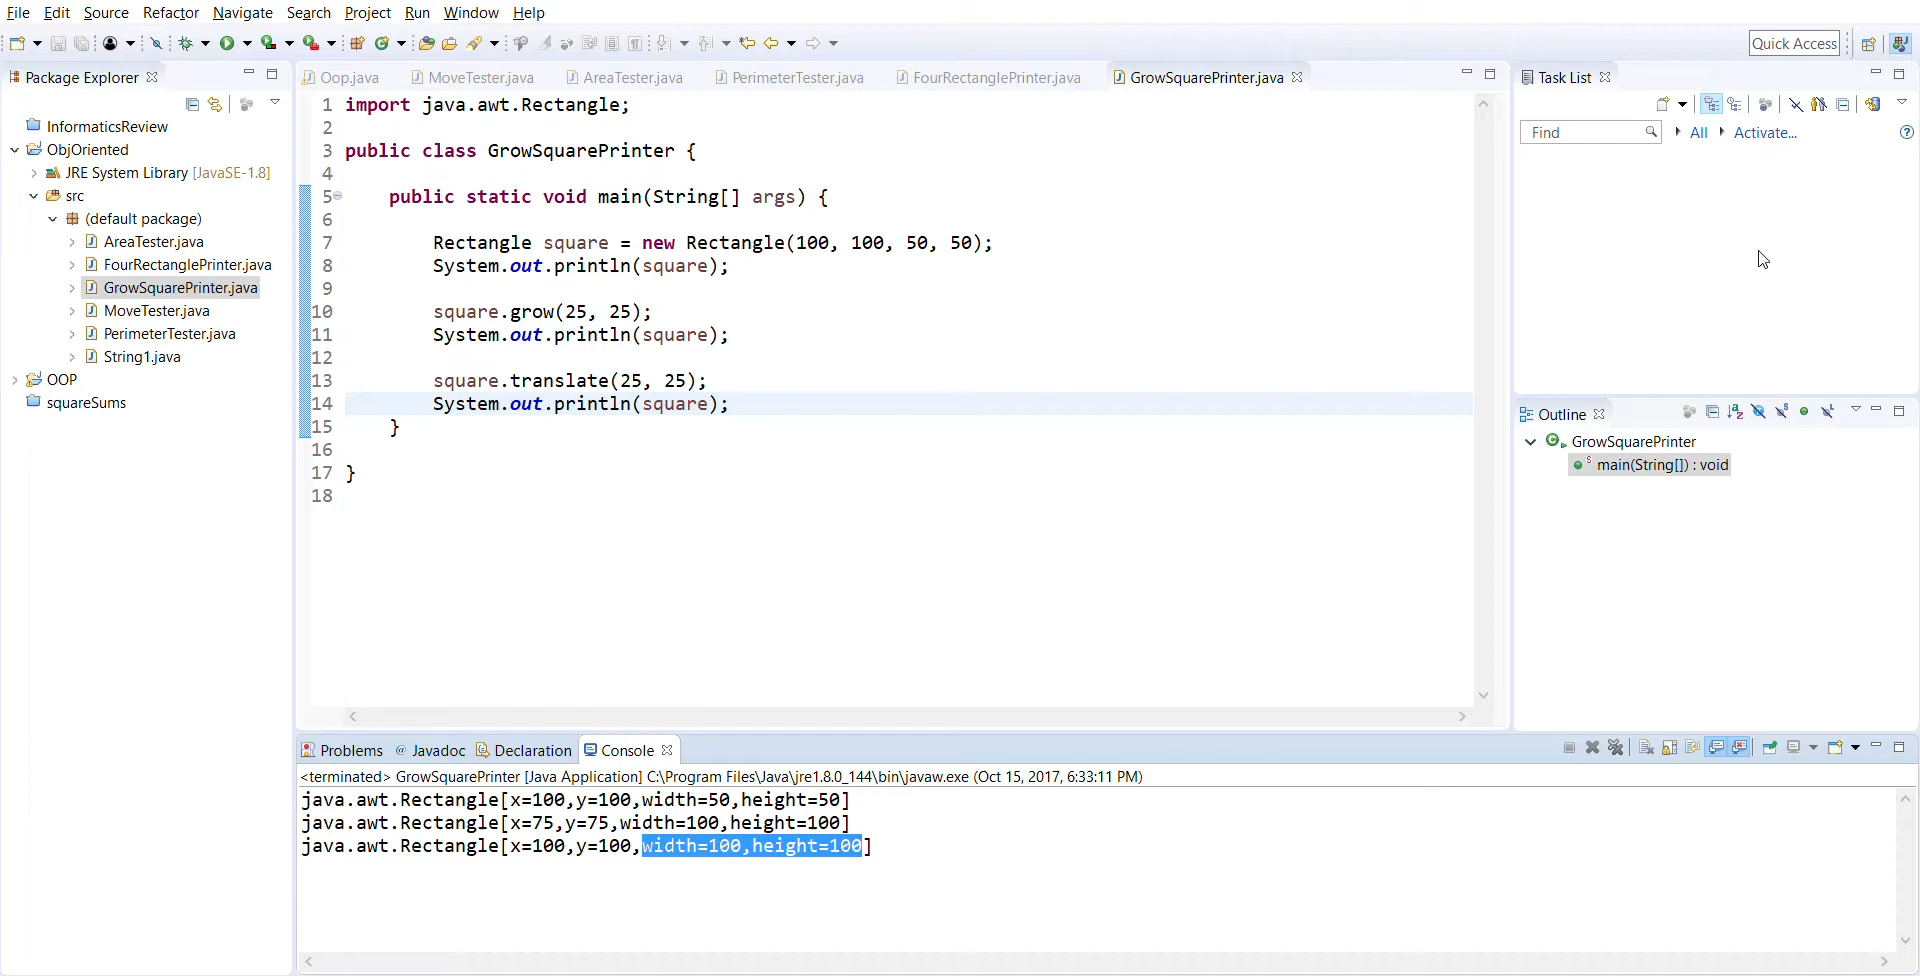 File Edit Source Refactor Navigate Search Project Run Window Help
Quick Access
Package Explorer
InformaticsReview
ObjOriented
JRE System Library [JavaSE-1.8]
src
(default package)
AreaTester.java
FourRectanglePrinter.java
GrowSquarePrinter.java
MoveTester.java
PerimeterTester.java
String1.java
OOP
squareSums
Oop.java MoveTester.java AreaTester.java PerimeterTester.java FourRectanglePrinter.java GrowSquarePrinter.java
1 import java.awt.Rectangle;
2
3 public class GrowSquarePrinter {
4
5 public static void main(String[] args) {
6
7 Rectangle square = new Rectangle(100, 100, 50, 50);
8 System.out.println(square);
9
10 square.grow(25, 25);
11 System.out.println(square);
12
13 square.translate(25, 25);
14 System.out.println(square);
15 }
16
17 }
18
Task List
Find All Activate...
Outline
GrowSquarePrinter
main(String[]) : void
Problems @ Javadoc Declaration Console
<terminated> GrowSquarePrinter [Java Application] C:\Program Files\Java\jre1.8.0_144\bin\javaw.exe (Oct 15, 2017, 6:33:11 PM)
java.awt.Rectangle[x=100,y=100,width=50,height=50]
java.awt.Rectangle[x=75,y=75,width=100,height=100]
java.awt.Rectangle[x=100,y=100,width=100,height=100]